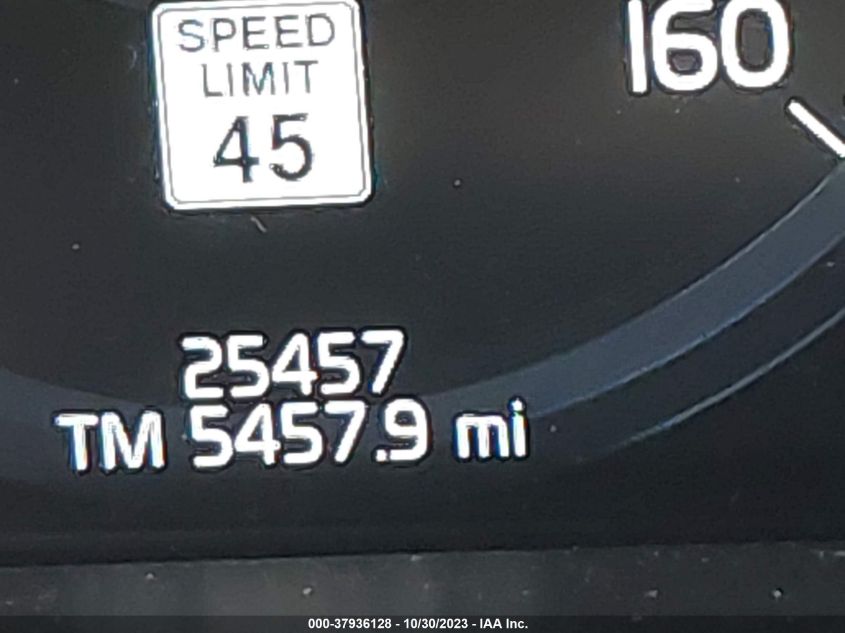 SPEED
LIMIT
45
160
25457
TM 5457.9 mi
000-37936128 - 10/30/2023 - IAA Inc.